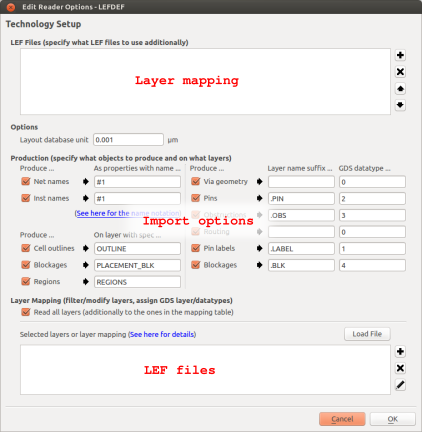 Edit Reader Options - LEFDEF
Technology Setup
LEF Files (specify what LEF files to use additionally)
Layer mapping
Options
Layout database unit 0.001 µm
Production (specify what objects to produce and on what layers)
Produce ... As properties with name ... Produce ... Layer name suffix ... GDS datatype ...
Net names #1 Via geometry 0
Inst names #1 Pins .PIN 2
(See here for the name notation) .OBS 3
Import options
Routing 0
Produce ... On layer with spec ...
Cell outlines OUTLINE Pin labels .LABEL 1
Blockages PLACEMENT_BLK Blockages .BLK 4
Regions REGIONS
Layer Mapping (filter/modify layers, assign GDS layer/datatypes)
Read all layers (additionally to the ones in the mapping table)
Selected layers or layer mapping (See here for details) Load File
LEF files
Cancel OK